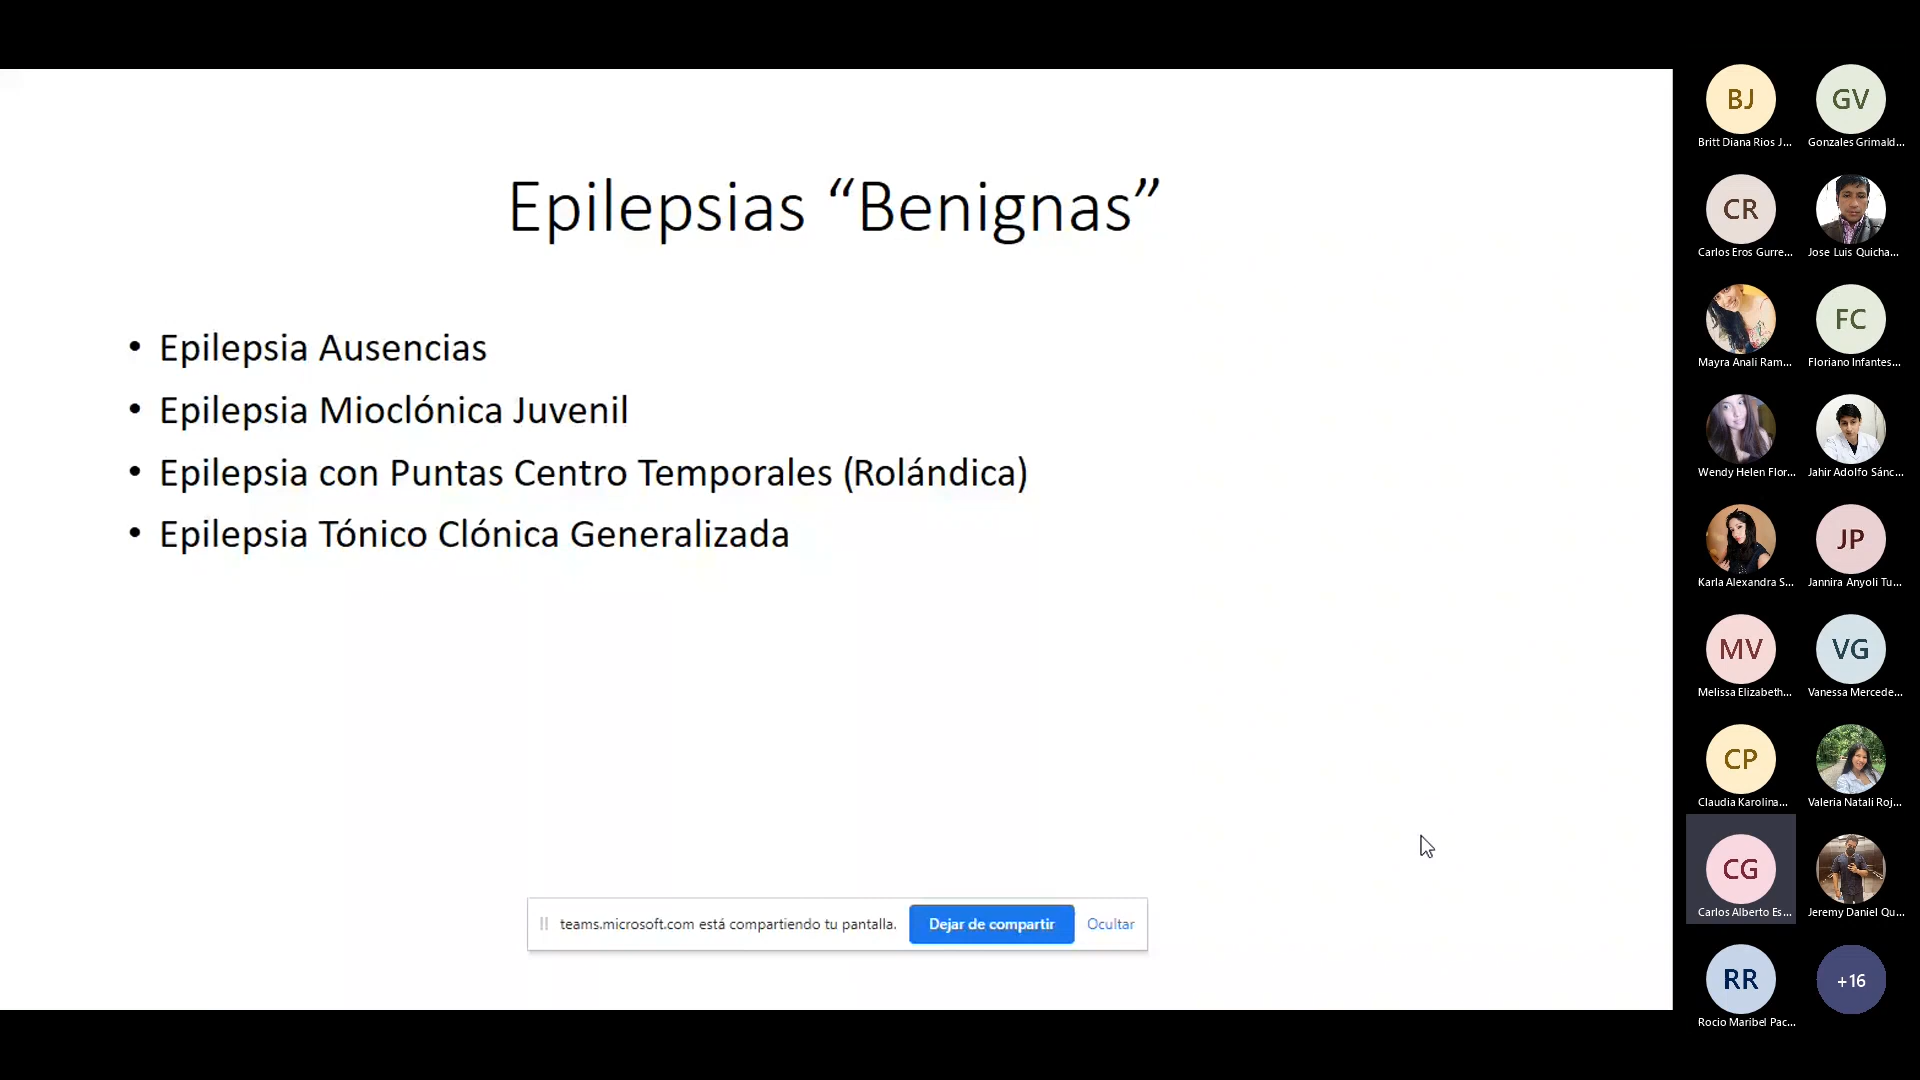 Epilepsias “Benignas”
• Epilepsia Ausencias
• Epilepsia Mioclónica Juvenil
• Epilepsia con Puntas Centro Temporales (Rolándica)
• Epilepsia Tónico Clónica Generalizada
teams.microsoft.com está compartiendo tu pantalla. Dejar de compartir Ocultar
BJ GV
Britt Diana Rios J... Gonzales Grimald...
CR
Carlos Eros Gurre... Jose Luis Quicha...
FC
Mayra Anali Ram... Floriano Infantes...
Wendy Helen Flor... Jahir Adolfo Sánc...
JP
Karla Alexandra S... Jannira Anyoli Tu...
MV VG
Melissa Elizabeth... Vanessa Mercede...
CP
Claudia Karolina... Valeria Natali Roj...
CG
Carlos Alberto Es... Jeremy Daniel Qu...
RR +16
Rocio Maribel Pac...